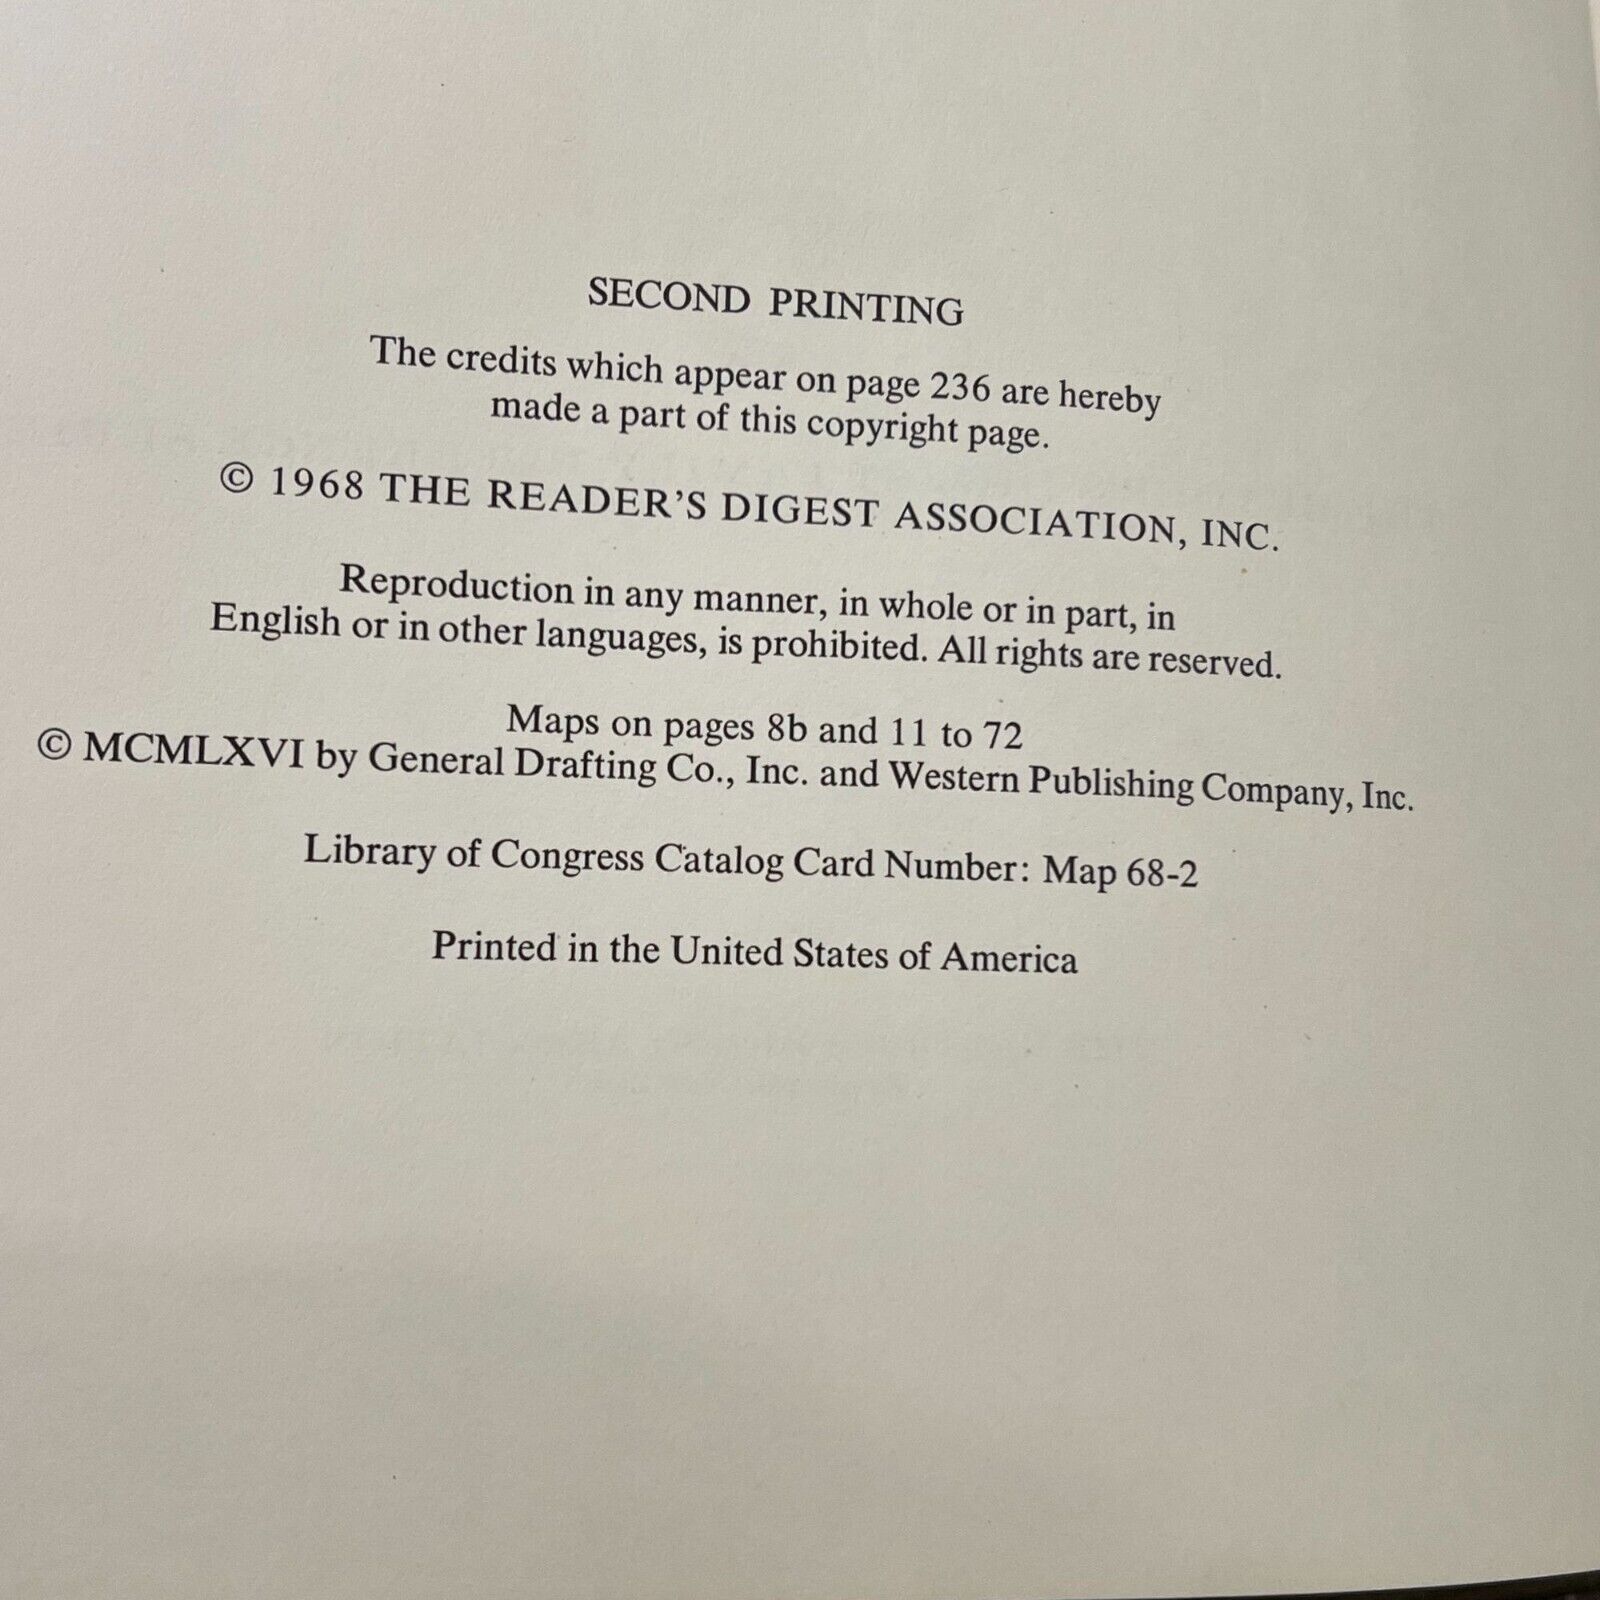 SECOND PRINTING
The credits which appear on page 236 are hereby
made a part of this copyright page.
© 1968 THE READER'S DIGEST ASSOCIATION, INC.
Reproduction in any manner, in whole or in part, in
English or in other languages, is prohibited. All rights are reserved.
Maps on pages 8b and 11 to 72
© MCMLXVI by General Drafting Co., Inc. and Western Publishing Company, Inc.
Library of Congress Catalog Card Number: Map 68-2
Printed in the United States of America